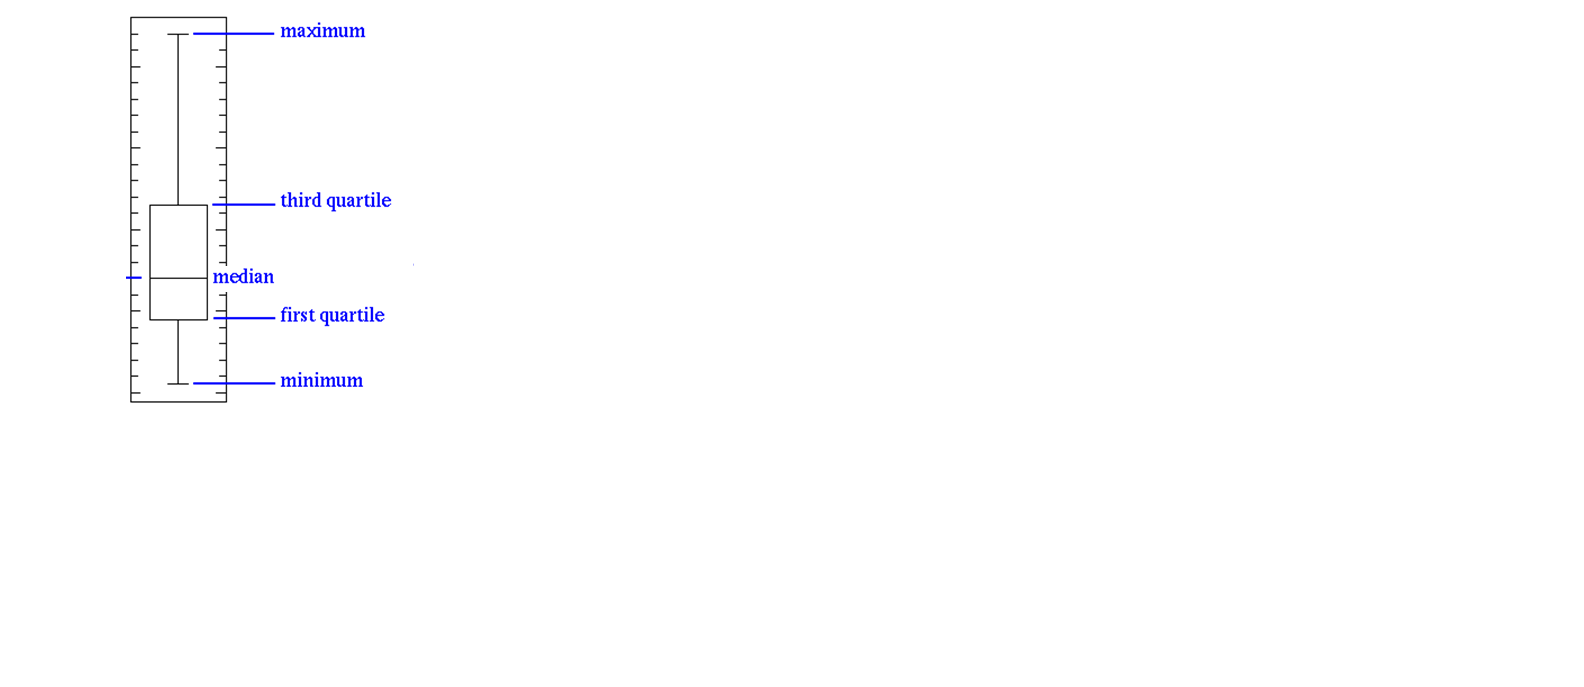 maximum
third quartile
median
first quartile
minimum